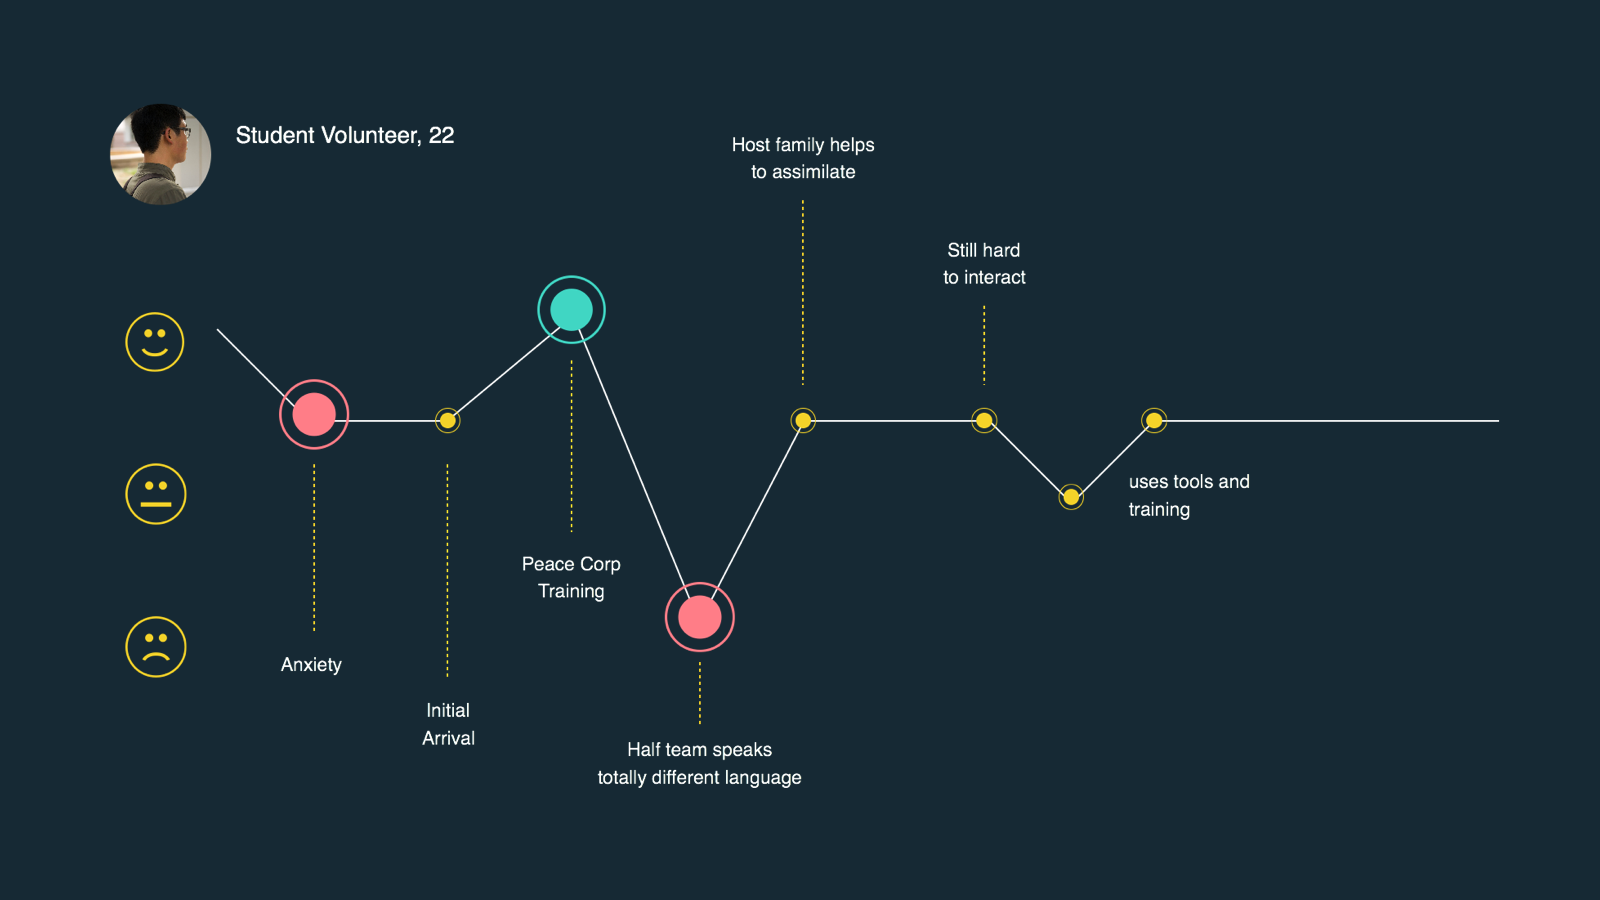 Student Volunteer, 22
Host family helps
to assimilate
Still hard
to interact
uses tools and
training
Peace Corp
Training
Anxiety
Initial
Arrival
Half team speaks
totally different language